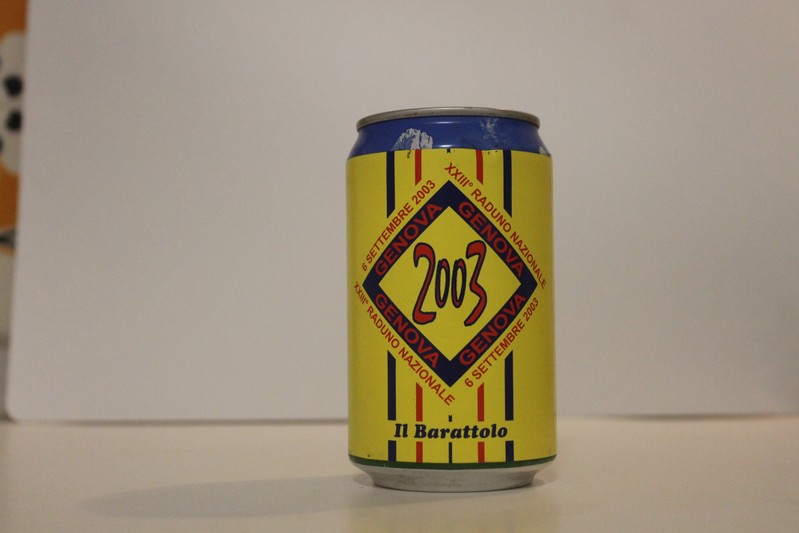 XXIII° RADUNO NAZIONALE
6 SETTEMBRE 2003
GENOVA
GENOVA
2003
GENOVA
GENOVA
XXIII° RADUNO NAZIONALE
6 SETTEMBRE 2003
Il Barattolo